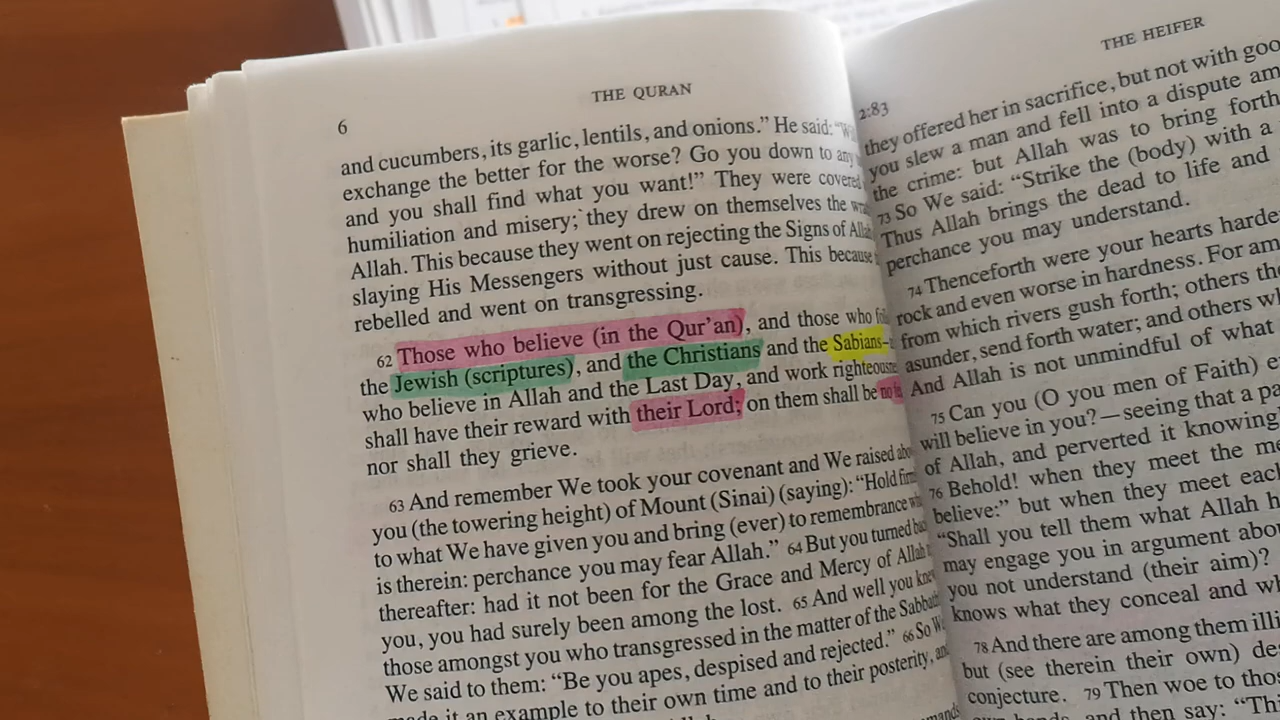 THE QURAN
6
and cucumbers, its garlic, lentils, and onions." He said:
exchange the better for the worse? Go you down to any
and you shall find what you want!" They were covered
humiliation and misery; they drew on themselves the
Allah. This because they went on rejecting the Signs of
slaying His Messengers without just cause. This because
rebelled and went on transgressing.
62 Those who believe (in the Qur'an), and those who
the Jewish (scriptures), and the Christians and the Sabians–
who believe in Allah and the Last Day, and work
shall have their reward with their Lord; on them shall be no
nor shall they grieve.
63 And remember We took your covenant and We raised
you (the towering height) of Mount (Sinai) (saying): "Hold
to what We have given you and bring (ever) to remembrance
is therein: perchance you may fear Allah." 64 But you turned
thereafter: had it not been for the Grace and Mercy of Allah
you, you had surely been among the lost. 65 And well you
those amongst you who transgressed in the matter of the
We said to them: "Be you apes, despised and rejected." 66 So
made it an example to their own time and to their posterity,
THE HEIFER
2:83
they offered her in sacrifice, but not with
you slew a man and fell into a dispute
the crime: but Allah was to bring forth
73 So We said: "Strike the (body) with a
Thus Allah brings the dead to life and
perchance you may understand.
74 Thenceforth were your hearts
rock and even worse in hardness. For
from which rivers gush forth; others
asunder, send forth water; and others
And Allah is not unmindful of what
75 Can you (O you men of Faith)
will believe in you?—seeing that a
of Allah, and perverted it
76 Behold! when they meet the
believe:" but when they meet
"Shall you tell them what Allah
may engage you in argument
you not understand (their aim)?
knows what they conceal and
78 And there are among them
but (see therein their own)
conjecture. 79 Then woe to
and then say: